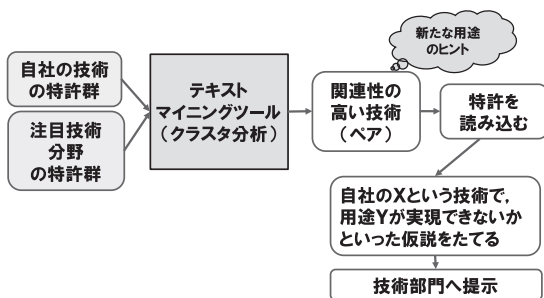 自社の技術
の特許群
注目技術
分野
の特許群
テキスト
マイニングツール
（クラスタ分析）
新たな用途
のヒント
関連性の
高い技術
（ペア）
特許を
読み込む
自社のXという技術で，
用途Yが実現できないか
といった仮説をたてる
技術部門へ提示